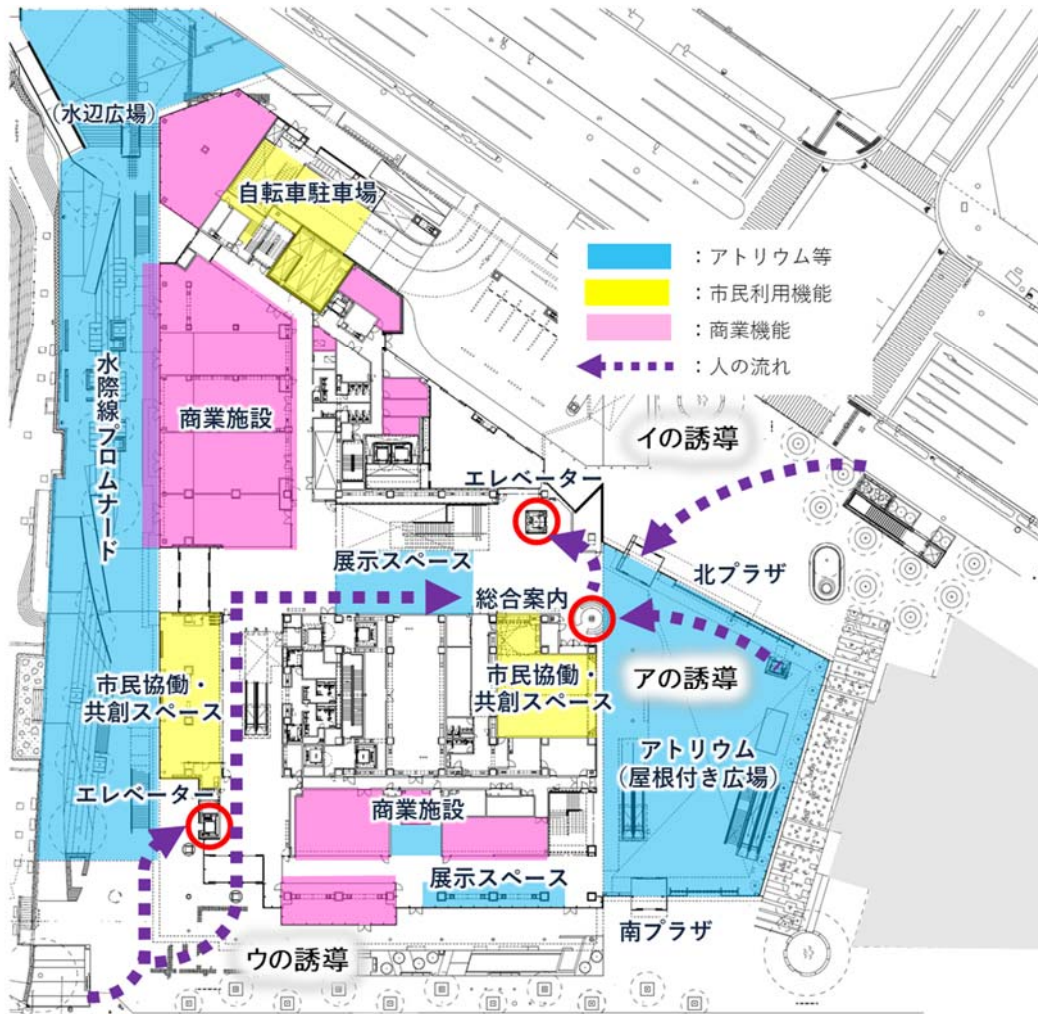 （水辺広場）
自転車駐車場
：アトリウム等
：市民利用機能
：商業機能
：人の流れ
水際線プロムナード
商業施設
イの誘導
エレベーター
展示スペース
北プラザ
総合案内
市民協働・
共創スペース
市民協働・
共創スペース
アの誘導
アトリウム
（屋根付き広場）
エレベーター
商業施設
展示スペース
南プラザ
ウの誘導